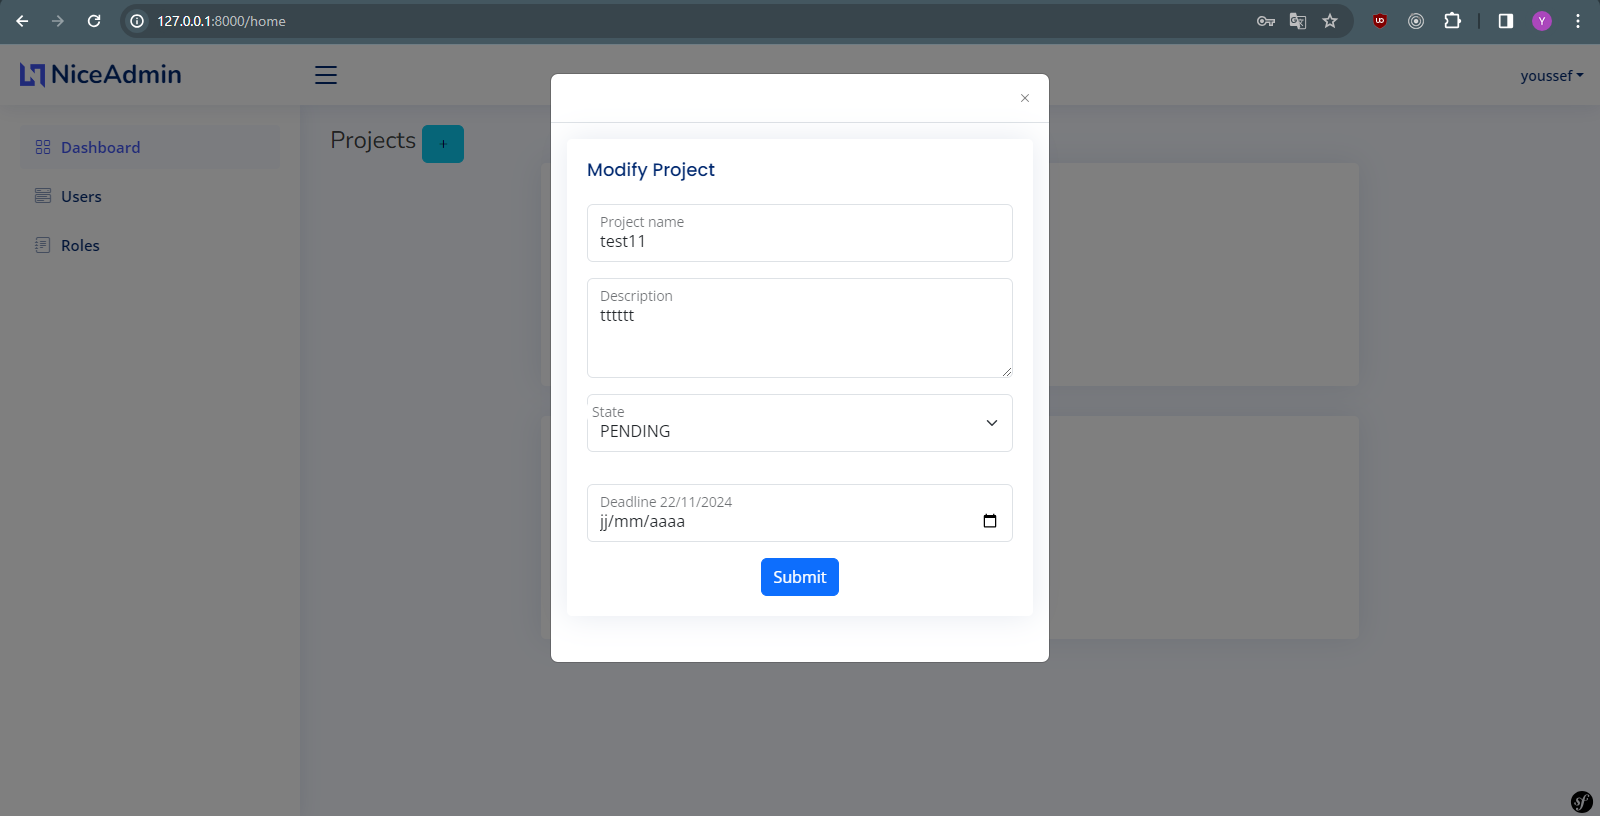 127.0.0.1:8000/home
Y
NiceAdmin
youssef
Dashboard
Users
Roles
Projects +
×
Modify Project
Project name
test11
Description
tttttt
State
PENDING
Deadline 22/11/2024
jj/mm/aaaa
Submit
sf